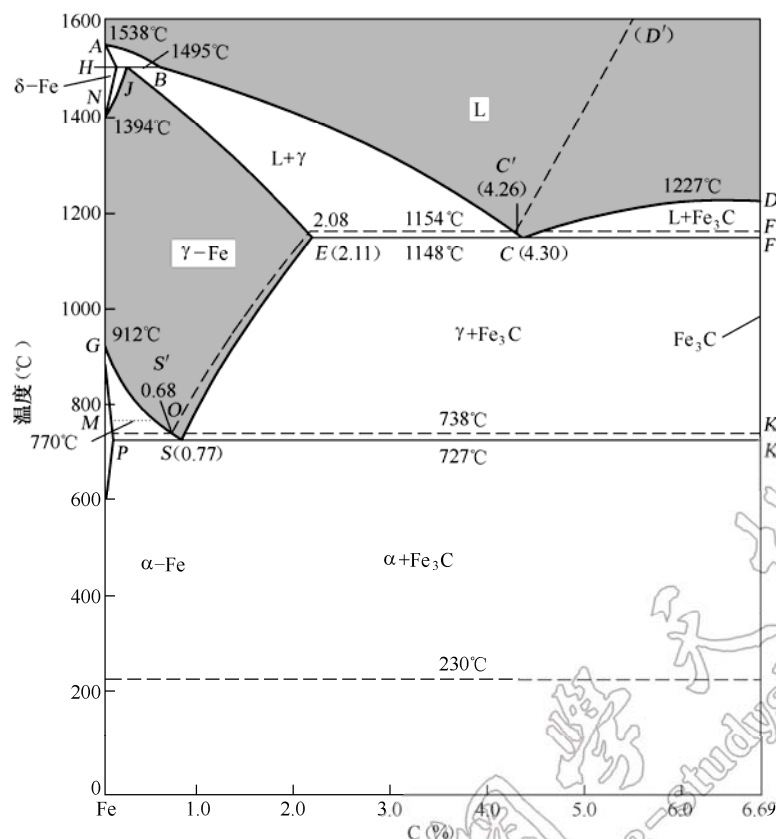 1600
A
1538℃
(D′)
1495℃
H
B
δ-Fe
J
N
1400
1394℃
L
L+γ
C′
(4.26)
1227℃
D
1200
2.08
1154℃
L+Fe₃C
F
γ-Fe
E(2.11)
1148℃
C(4.30)
F
1000
γ+Fe₃C
Fe₃C
912℃
G
S′
0.68
温度(℃)
800
O
M
738℃
K
770℃
P
S(0.77)
727℃
K
600
α-Fe
α+Fe₃C
400
230℃
200
0
Fe
1.0
2.0
3.0
4.0
5.0
6.0
6.69
C(%)